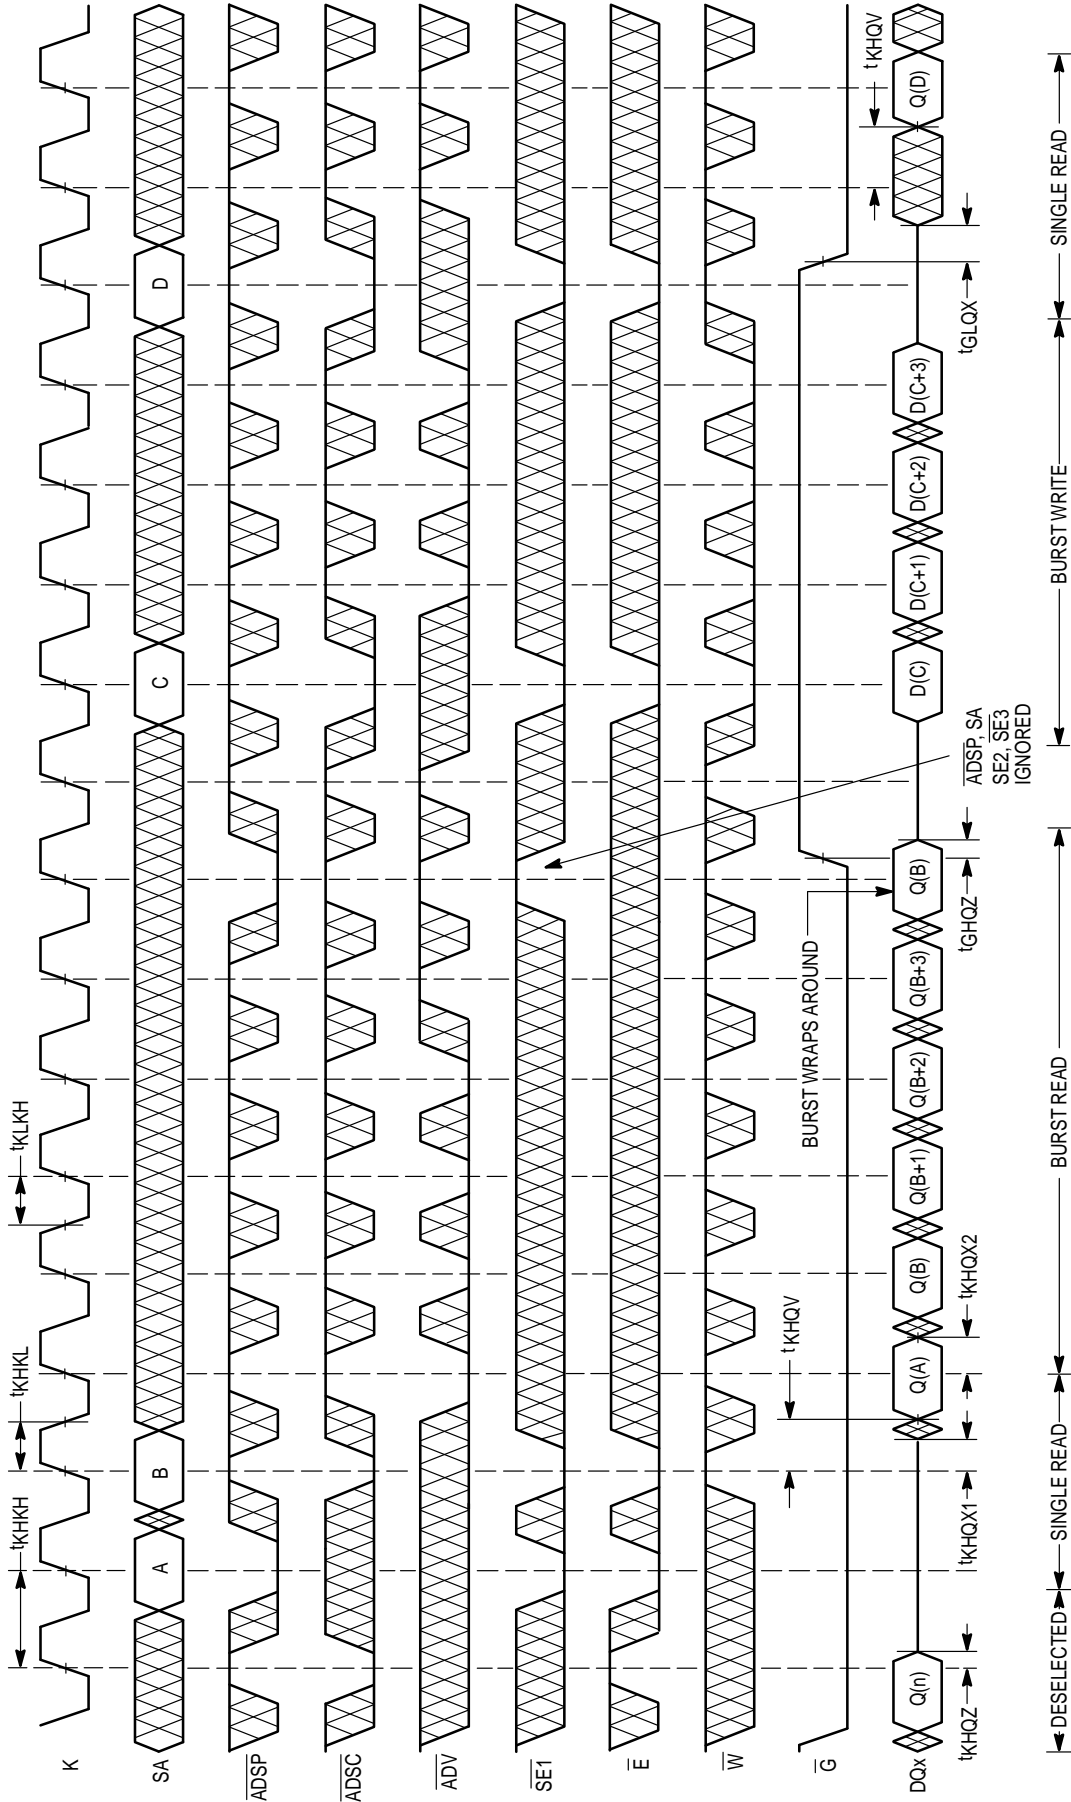 K
SA
ADSP
ADSC
ADV
SE1
E
W
G
DQx
tKHKH
tKHKL
tKLKH
A
B
C
D
ADSP, SA
SE2, SE3
IGNORED
BURST WRAPS AROUND
tKHQV
tKHQV
Q(n)
Q(A)
Q(B)
Q(B+1)
Q(B+2)
Q(B+3)
Q(B)
D(C)
D(C+1)
D(C+2)
D(C+3)
Q(D)
tKHQZ
tKHQX1
tKHQX2
tGHQZ
tGLQX
DESELECTED
SINGLE READ
BURST READ
BURST WRITE
SINGLE READ